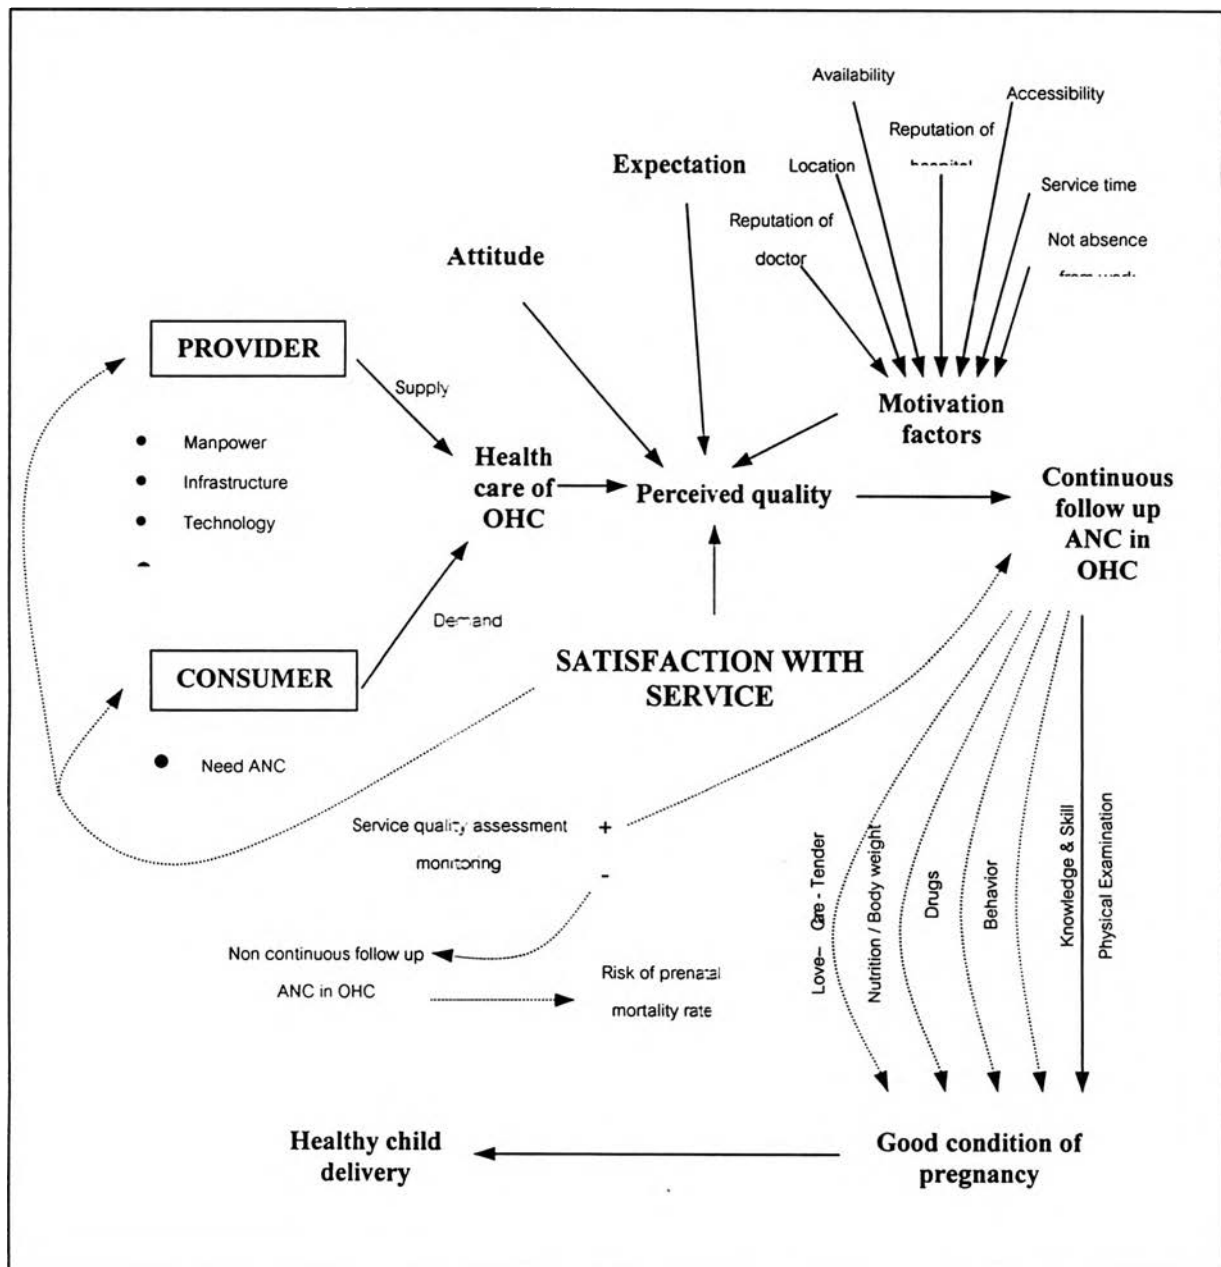 Availability
Accessibility
Reputation of
Expectation
Location
Service time
Reputation of
doctor
Not absence
Attitude
PROVIDER
Supply
Motivation
factors
Manpower
Infrastructure
Technology
Health
care of
OHC
Perceived quality
Continuous
follow up
ANC in
OHC
Demand
CONSUMER
SATISFACTION WITH
SERVICE
Need ANC
Service quality assessment
monitoring
+
-
Love– Care - Tender
Nutrition / Body weight
Drugs
Behavior
Knowledge & Skill
Physical Examination
Non continuous follow up
ANC in OHC
Risk of prenatal
mortality rate
Healthy child
delivery
Good condition of
pregnancy